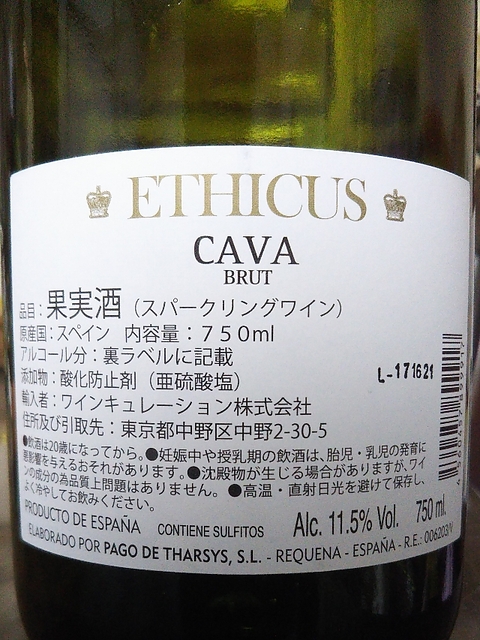 ETHICUS
CAVA
BRUT
品目：果実酒（スパークリングワイン）
原産国：スペイン 内容量：７５０ml
アルコール分：裏ラベルに記載
添加物：酸化防止剤（亜硫酸塩）
輸入者：ワインキュレーション株式会社
住所及び引取先：東京都中野区中野2-30-5
L-171621
●飲酒は20歳になってから。●妊娠中や授乳期の飲酒は、胎児・乳児の発育に
悪影響を与えるおそれがあります。●沈殿物が生じる場合がありますが、ワイ
ンの成分の為品質上問題はありません。●高温・直射日光を避けて保存し、
よく冷やしてお飲みください。
PRODUCTO DE ESPAÑA CONTIENE SULFITOS Alc. 11.5% Vol. 750 ml.
ELABORADO POR PAGO DE THARSYS, S.L. - REQUENA - ESPAÑA - R.E.: 006203/V